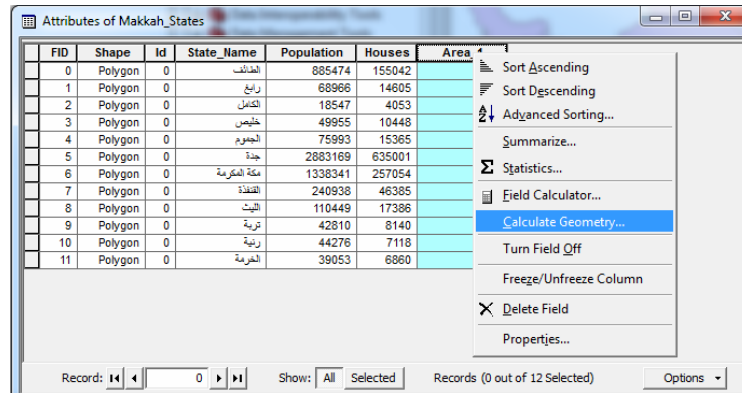 Attributes of Makkah_States
FID Shape Id State_Name Population Houses Area_1
0 Polygon 0 الطائف 885474 155042
1 Polygon 0 رابغ 68966 14605
2 Polygon 0 الكامل 18547 4053
3 Polygon 0 خليص 49955 10448
4 Polygon 0 الجموم 75993 15365
5 Polygon 0 جدة 2883169 635001
6 Polygon 0 مكة المكرمة 1338341 257054
7 Polygon 0 القنفذة 240938 46385
8 Polygon 0 الليث 110449 17386
9 Polygon 0 تربة 42810 8140
10 Polygon 0 رنية 44276 7118
11 Polygon 0 الخرمة 39053 6860
Sort Ascending
Sort Descending
Advanced Sorting...
Summarize...
Σ Statistics...
Field Calculator...
Calculate Geometry...
Turn Field Off
Freeze/Unfreeze Column
Delete Field
Properties...
Record: 0 Show: All Selected Records (0 out of 12 Selected) Options